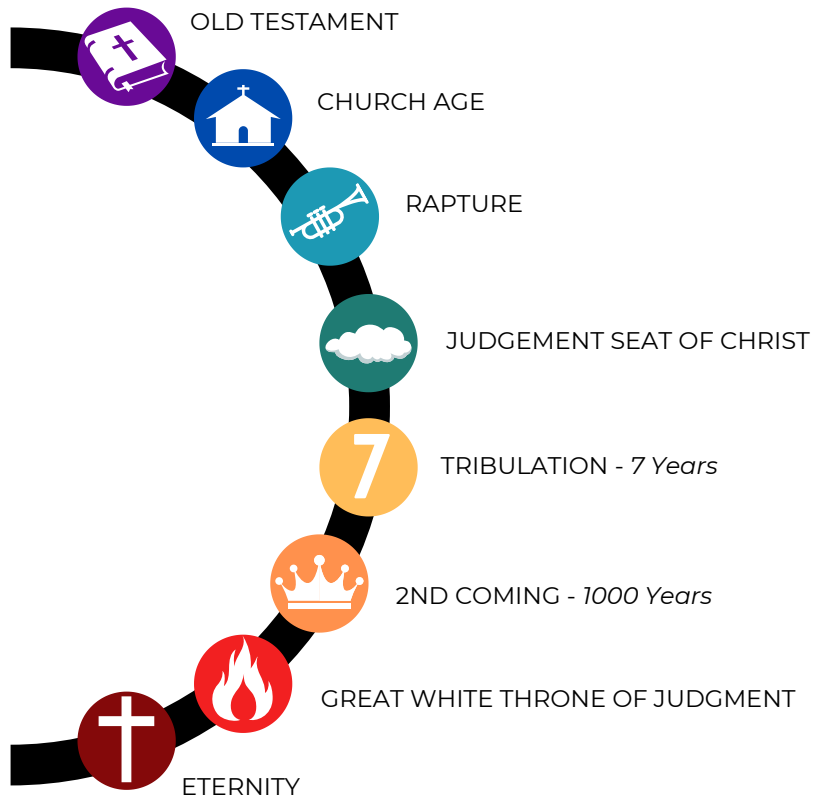 OLD TESTAMENT
CHURCH AGE
RAPTURE
JUDGEMENT SEAT OF CHRIST
7
TRIBULATION - 7 Years
2ND COMING - 1000 Years
GREAT WHITE THRONE OF JUDGMENT
ETERNITY